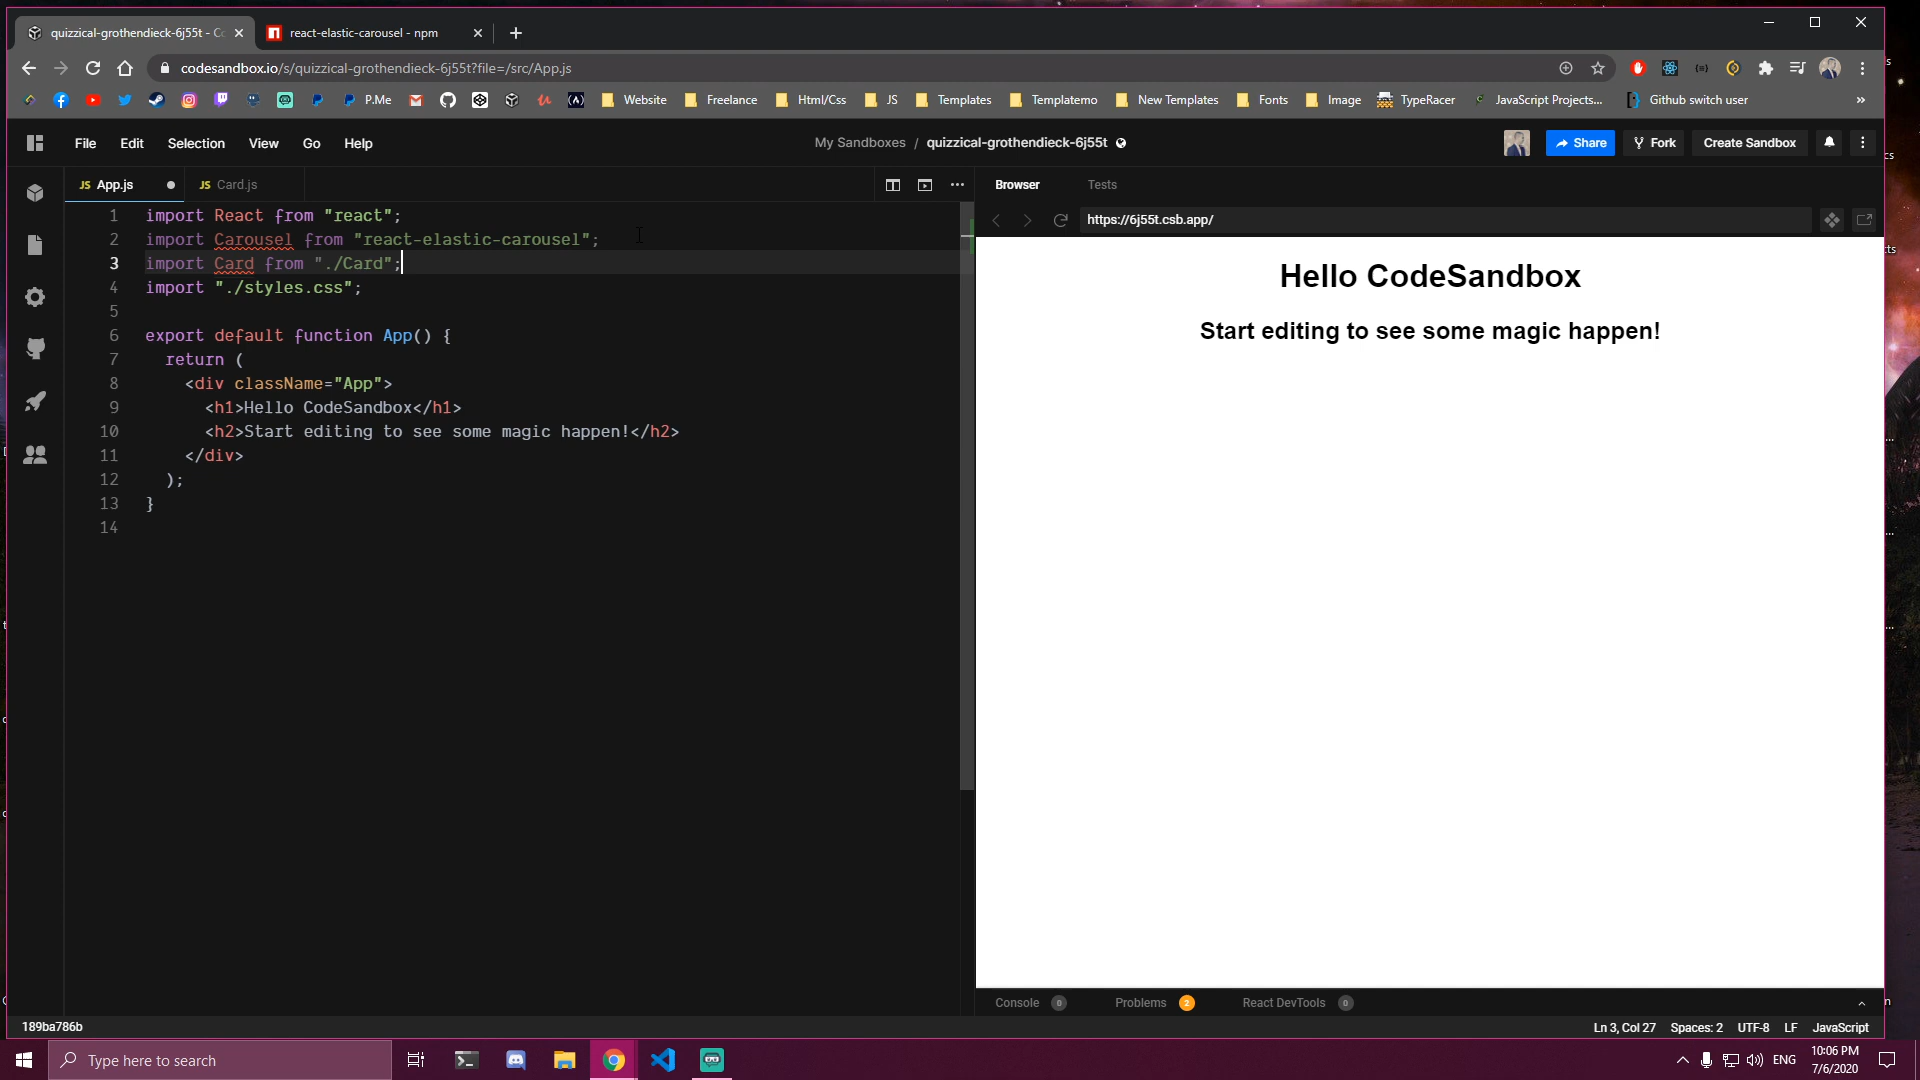 quizzical-grothendieck-6j55t - Co
react-elastic-carousel - npm
codesandbox.io/s/quizzical-grothendieck-6j55t?file=/src/App.js
P.Me
Website
Freelance
Html/Css
JS
Templates
Templatemo
New Templates
Fonts
Image
TypeRacer
JavaScript Projects...
Github switch user
»
File
Edit
Selection
View
Go
Help
My Sandboxes / quizzical-grothendieck-6j55t
Share
Fork
Create Sandbox
JS App.js
JS Card.js
Browser
Tests
https://6j55t.csb.app/
1 import React from "react";
2 import Carousel from "react-elastic-carousel";
3 import Card from "./Card";
4 import "./styles.css";
5
6 export default function App() {
7 return (
8 <div className="App">
9 <h1>Hello CodeSandbox</h1>
10 <h2>Start editing to see some magic happen!</h2>
11 </div>
12 );
13 }
14
Hello CodeSandbox
Start editing to see some magic happen!
Console 0
Problems 2
React DevTools 0
189ba786b
Ln 3, Col 27
Spaces: 2
UTF-8
LF
JavaScript
Type here to search
ENG
10:06 PM
7/6/2020